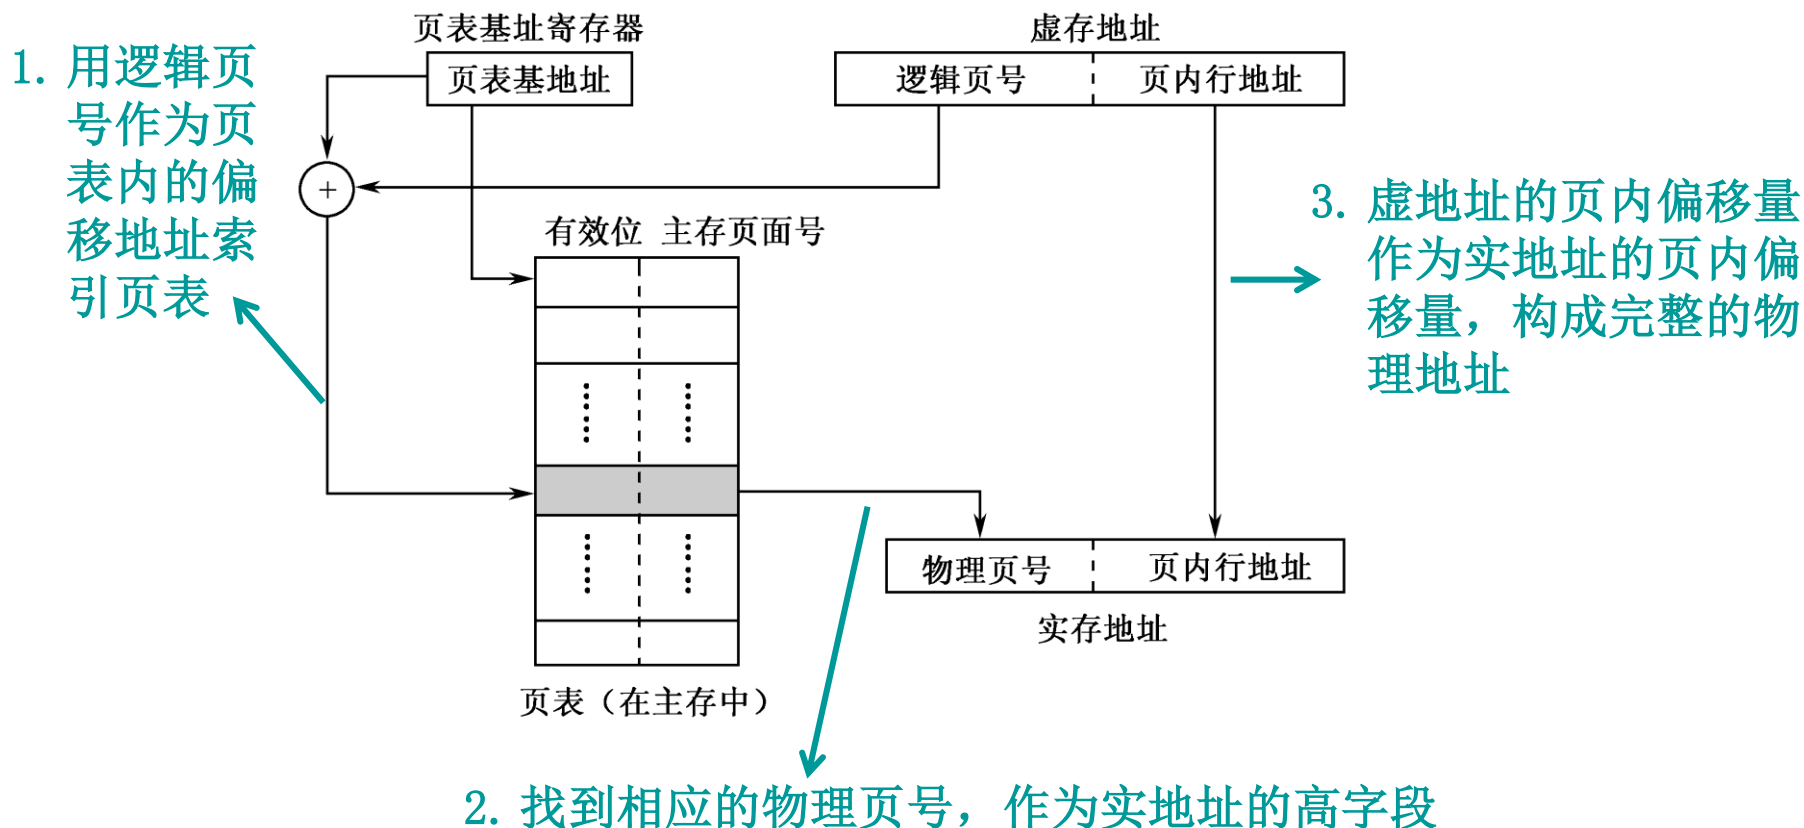 页表基址寄存器
虚存地址
页表基地址
逻辑页号
页内行地址
1. 用逻辑页
号作为页
表内的偏
移地址索
引页表
+
有效位 主存页面号
3. 虚地址的页内偏移量
作为实地址的页内偏
移量，构成完整的物
理地址
物理页号
页内行地址
实存地址
页表（在主存中）
2. 找到相应的物理页号，作为实地址的高字段